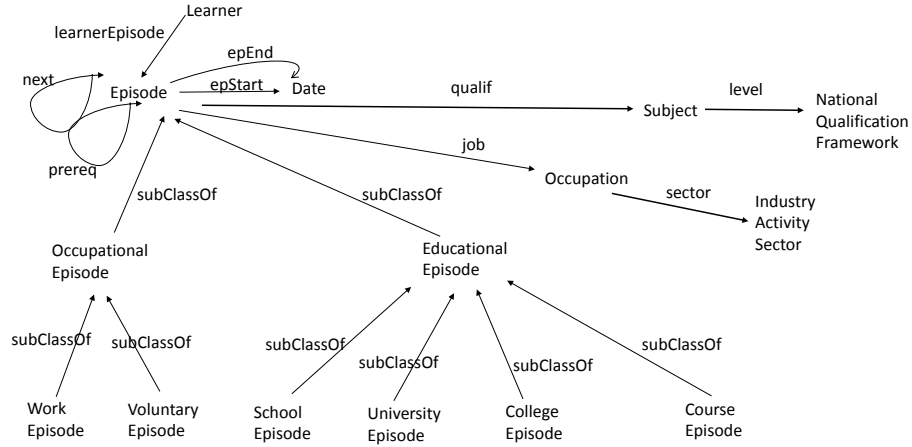 Learner
learnerEpisode
epEnd
next
epStart
Episode
Date
qualif
level
Subject
National
Qualification
Framework
prereq
job
Occupation
sector
Industry
Activity
Sector
subClassOf
subClassOf
Occupational
Episode
Educational
Episode
subClassOf
subClassOf
subClassOf
subClassOf
subClassOf
subClassOf
Work
Episode
Voluntary
Episode
School
Episode
University
Episode
College
Episode
Course
Episode